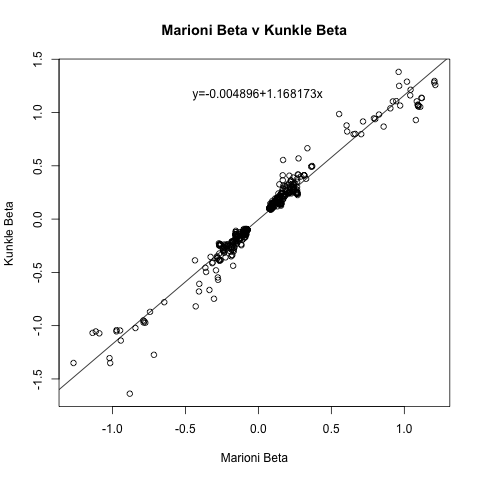 Marioni Beta v Kunkle Beta
y=-0.004896+1.168173x
Kunkle Beta
1.5
1.0
0.5
0.0
-0.5
-1.0
-1.5
-1.0 -0.5 0.0 0.5 1.0
Marioni Beta